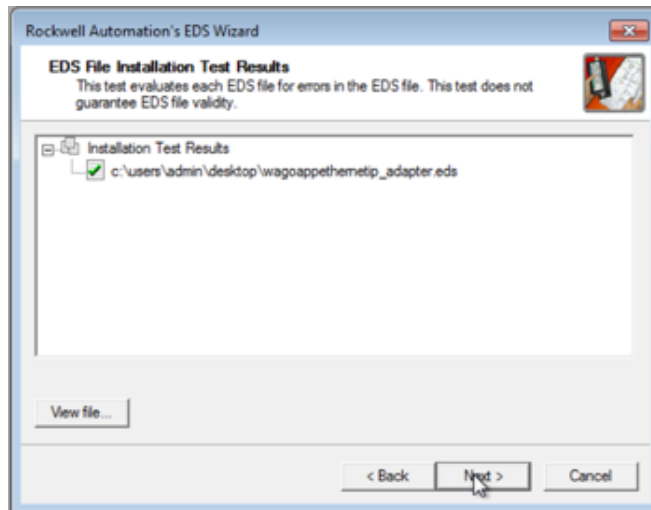 Rockwell Automation's EDS Wizard
EDS File Installation Test Results
This test evaluates each EDS file for errors in the EDS file. This test does not
guarantee EDS file validity.
Installation Test Results
c:\users\admin\desktop\wagoappethernetip_adapter.eds
View file...
< Back
Next >
Cancel